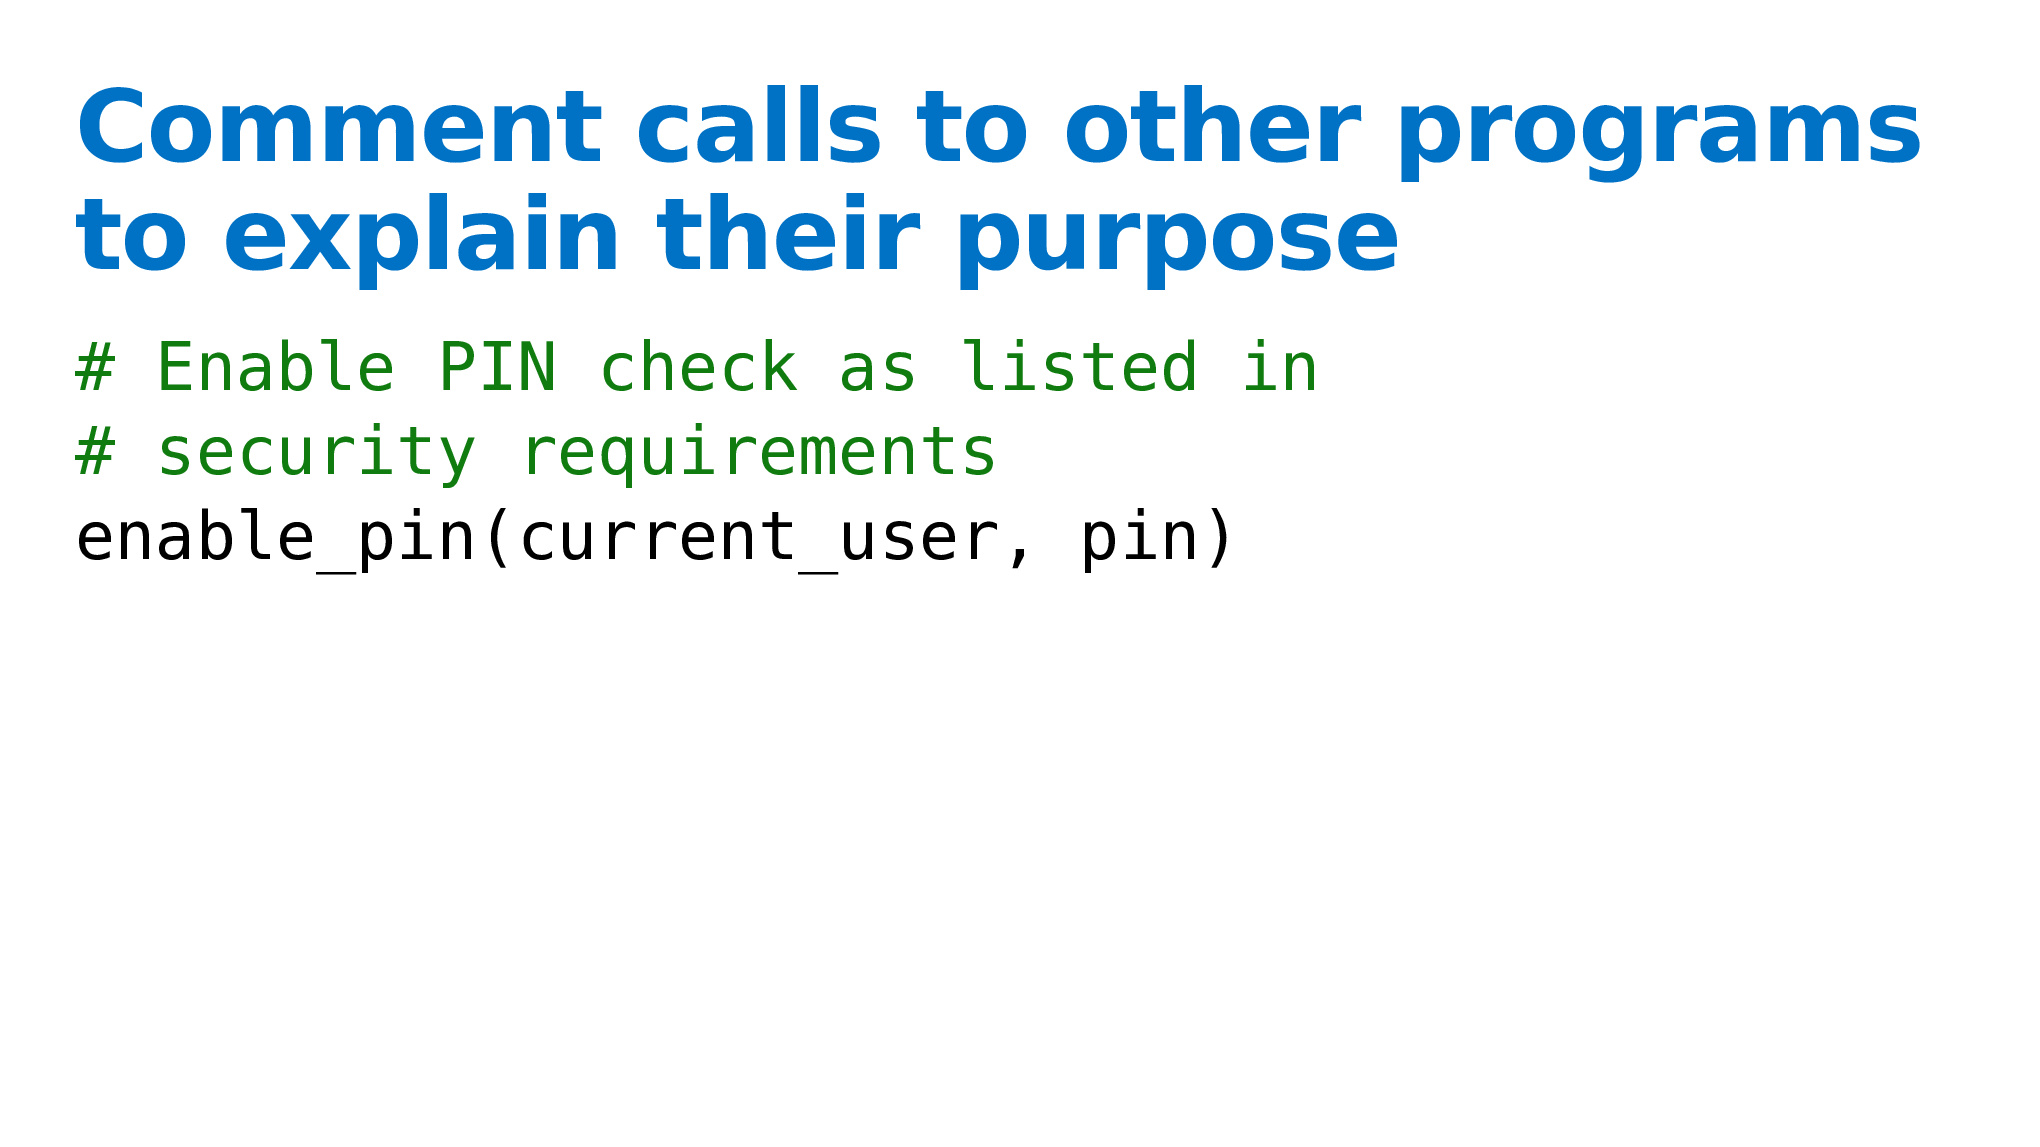 Comment calls to other programs
to explain their purpose
# Enable PIN check as listed in
# security requirements
enable_pin(current_user, pin)